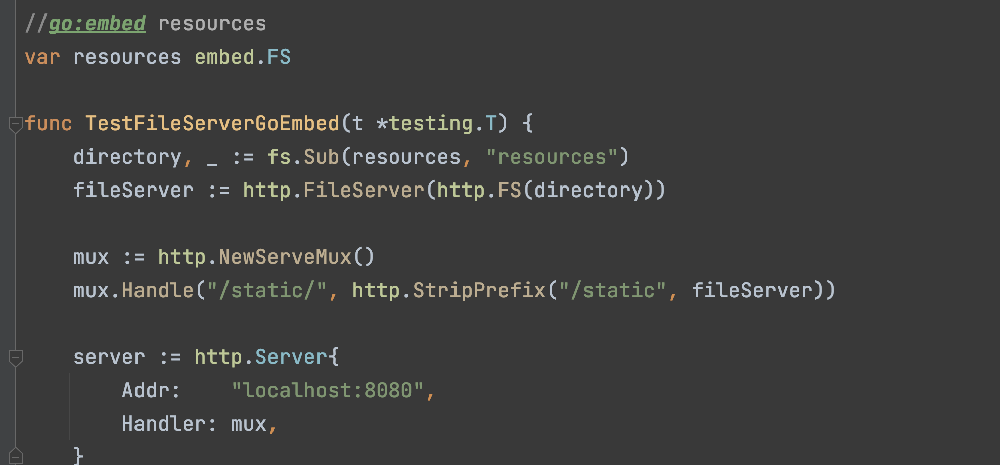 //go:embed resources
var resources embed.FS
func TestFileServerGoEmbed(t *testing.T) {
    directory, _ := fs.Sub(resources, "resources")
    fileServer := http.FileServer(http.FS(directory))
    mux := http.NewServeMux()
    mux.Handle("/static/", http.StripPrefix("/static", fileServer))
    server := http.Server{
        Addr:    "localhost:8080",
        Handler: mux,
    }